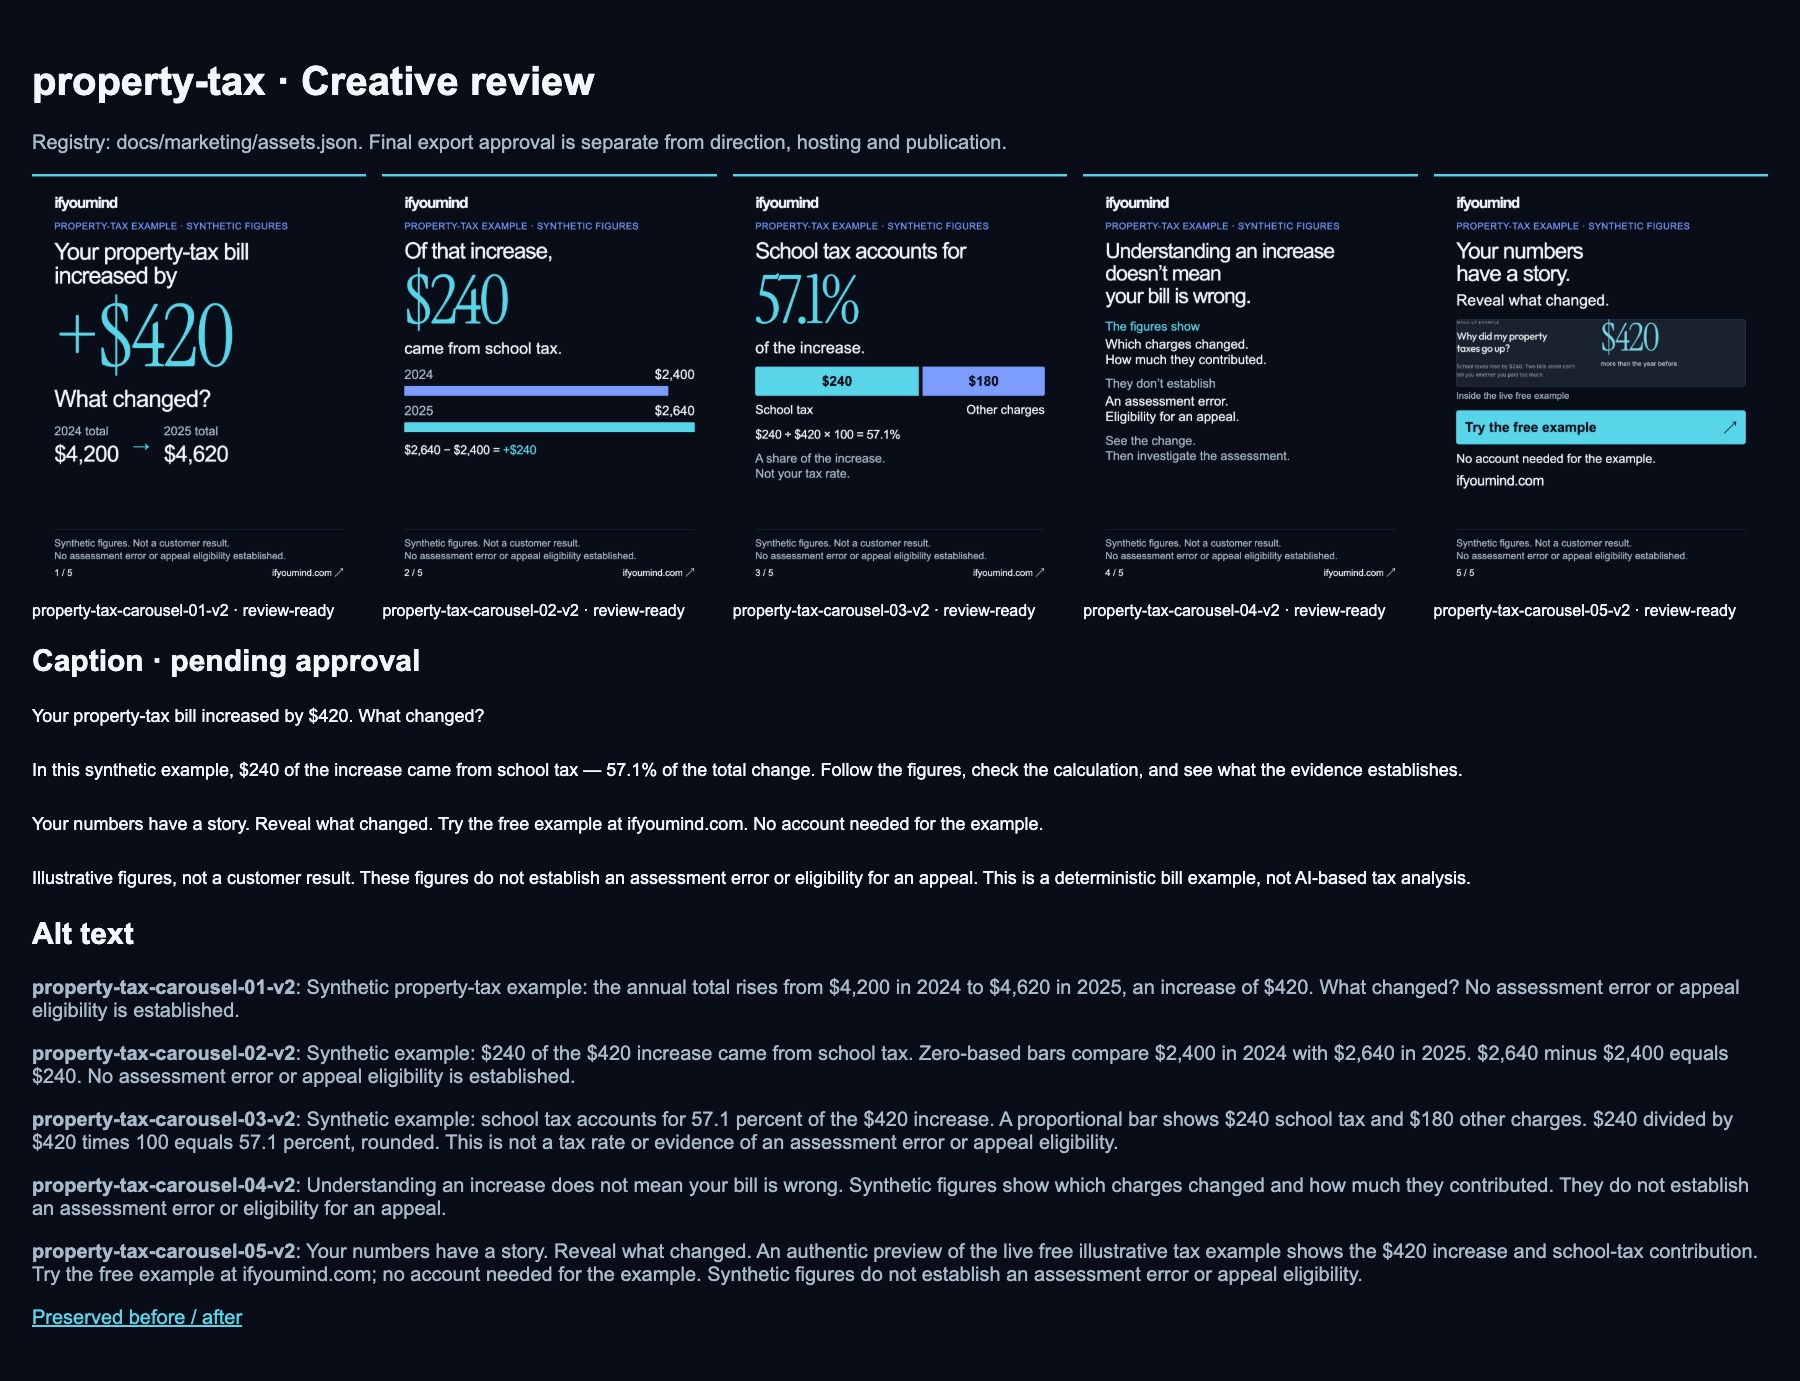 property-tax · Creative review
Registry: docs/marketing/assets.json. Final export approval is separate from direction, hosting and publication.
ifyoumind
PROPERTY-TAX EXAMPLE · SYNTHETIC FIGURES
Your property-tax bill
increased by
+$420
What changed?
2024 total
2025 total
$4,200 → $4,620
Synthetic figures. Not a customer result.
No assessment error or appeal eligibility established.
1 / 5
ifyoumind.com ↗
property-tax-carousel-01-v2 · review-ready
ifyoumind
PROPERTY-TAX EXAMPLE · SYNTHETIC FIGURES
Of that increase,
$240
came from school tax.
2024 $2,400
2025 $2,640
$2,640 − $2,400 = +$240
Synthetic figures. Not a customer result.
No assessment error or appeal eligibility established.
2 / 5
ifyoumind.com ↗
property-tax-carousel-02-v2 · review-ready
ifyoumind
PROPERTY-TAX EXAMPLE · SYNTHETIC FIGURES
School tax accounts for
57.1%
of the increase.
$240 $180
School tax Other charges
$240 ÷ $420 × 100 = 57.1%
A share of the increase.
Not your tax rate.
Synthetic figures. Not a customer result.
No assessment error or appeal eligibility established.
3 / 5
ifyoumind.com ↗
property-tax-carousel-03-v2 · review-ready
ifyoumind
PROPERTY-TAX EXAMPLE · SYNTHETIC FIGURES
Understanding an increase
doesn’t mean
your bill is wrong.
The figures show
Which charges changed.
How much they contributed.
They don’t establish
An assessment error.
Eligibility for an appeal.
See the change.
Then investigate the assessment.
Synthetic figures. Not a customer result.
No assessment error or appeal eligibility established.
4 / 5
ifyoumind.com ↗
property-tax-carousel-04-v2 · review-ready
ifyoumind
PROPERTY-TAX EXAMPLE · SYNTHETIC FIGURES
Your numbers
have a story.
Reveal what changed.
MADE-UP EXAMPLE
Why did my property
taxes go up?
School taxes rose by $240. Two bills alone can't
tell you whether you paid too much.
$420
more than the year before.
Inside the live free example
Try the free example ↗
No account needed for the example.
ifyoumind.com
Synthetic figures. Not a customer result.
No assessment error or appeal eligibility established.
5 / 5
property-tax-carousel-05-v2 · review-ready
Caption · pending approval
Your property-tax bill increased by $420. What changed?
In this synthetic example, $240 of the increase came from school tax — 57.1% of the total change. Follow the figures, check the calculation, and see what the evidence establishes.
Your numbers have a story. Reveal what changed. Try the free example at ifyoumind.com. No account needed for the example.
Illustrative figures, not a customer result. These figures do not establish an assessment error or eligibility for an appeal. This is a deterministic bill example, not AI-based tax analysis.
Alt text
property-tax-carousel-01-v2: Synthetic property-tax example: the annual total rises from $4,200 in 2024 to $4,620 in 2025, an increase of $420. What changed? No assessment error or appeal
eligibility is established.
property-tax-carousel-02-v2: Synthetic example: $240 of the $420 increase came from school tax. Zero-based bars compare $2,400 in 2024 with $2,640 in 2025. $2,640 minus $2,400 equals
$240. No assessment error or appeal eligibility is established.
property-tax-carousel-03-v2: Synthetic example: school tax accounts for 57.1 percent of the $420 increase. A proportional bar shows $240 school tax and $180 other charges. $240 divided by
$420 times 100 equals 57.1 percent, rounded. This is not a tax rate or evidence of an assessment error or appeal eligibility.
property-tax-carousel-04-v2: Understanding an increase does not mean your bill is wrong. Synthetic figures show which charges changed and how much they contributed. They do not establish
an assessment error or eligibility for an appeal.
property-tax-carousel-05-v2: Your numbers have a story. Reveal what changed. An authentic preview of the live free illustrative tax example shows the $420 increase and school-tax contribution.
Try the free example at ifyoumind.com; no account needed for the example. Synthetic figures do not establish an assessment error or appeal eligibility.
Preserved before / after